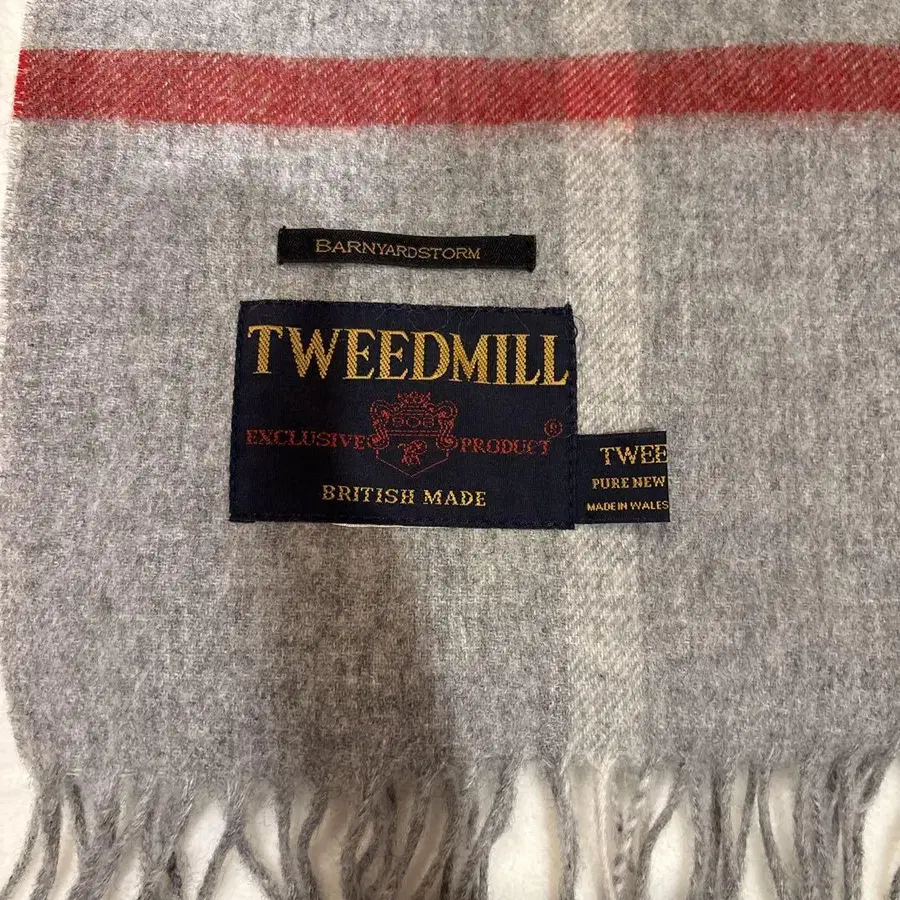 BARNYARDSTORM
TWEEDMILL
EXCLUSIVE PRODUCT ®
BRITISH MADE
TWEE
PURE NEW
MADE IN WALES